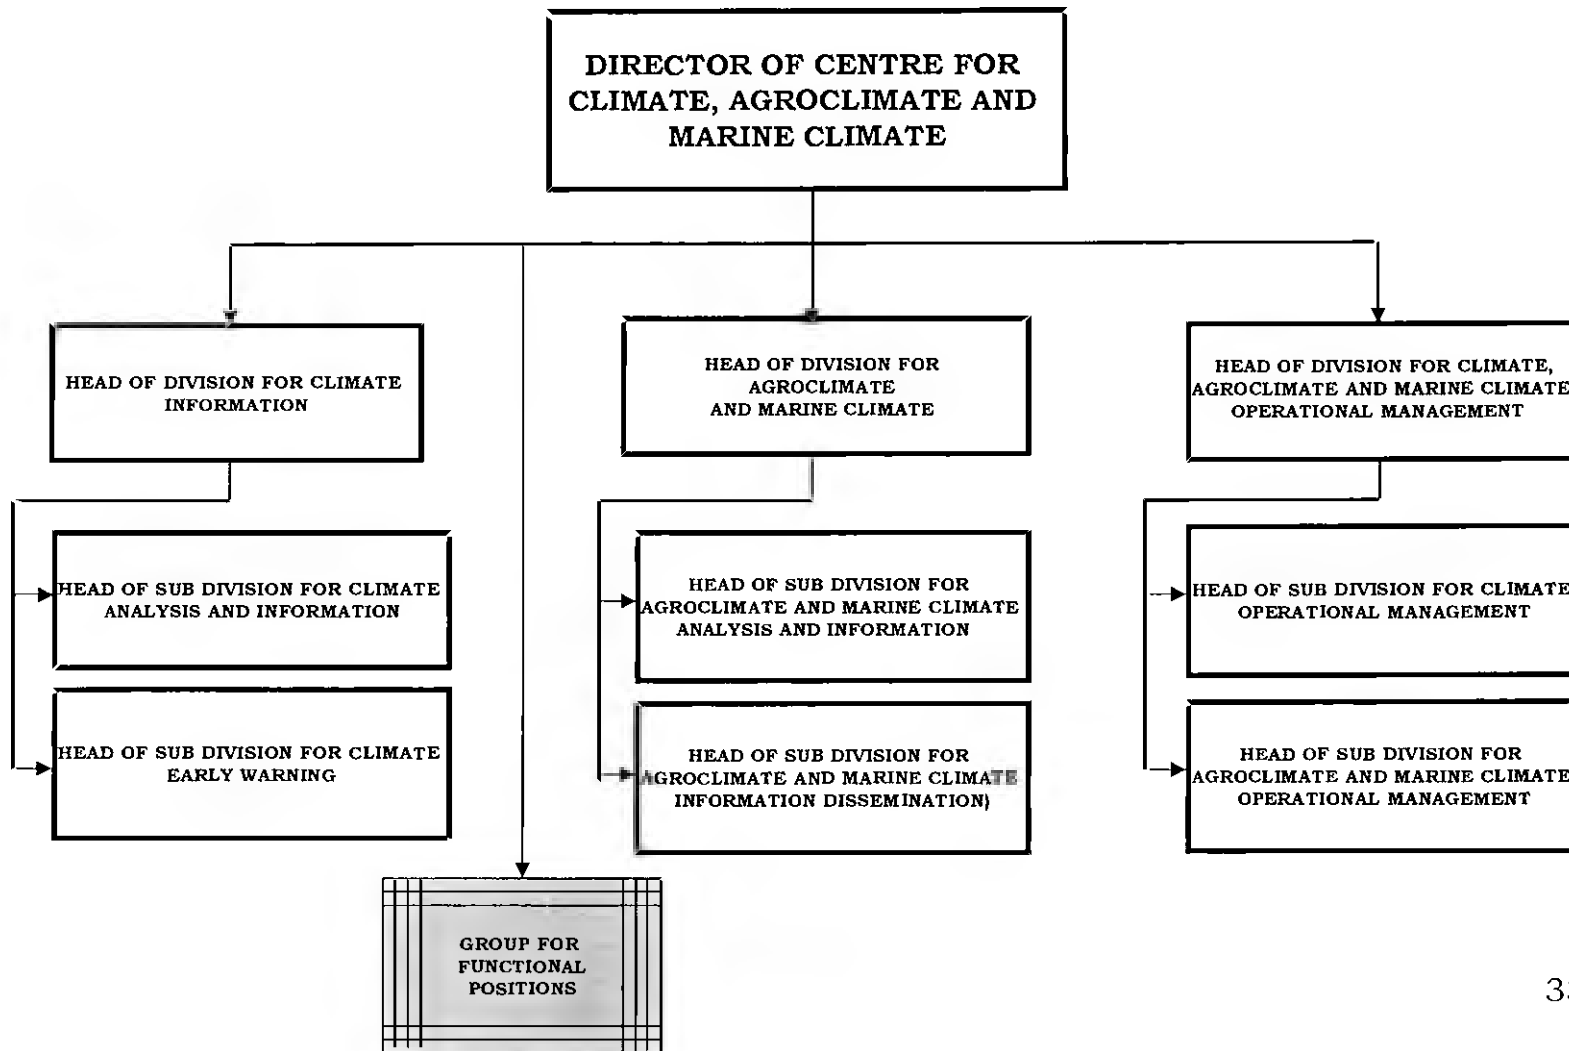 DIRECTOR OF CENTRE FOR
CLIMATE, AGROCLIMATE AND
MARINE CLIMATE
HEAD OF DIVISION FOR CLIMATE
INFORMATION
HEAD OF DIVISION FOR
AGROCLIMATE
AND MARINE CLIMATE
HEAD OF DIVISION FOR CLIMATE,
AGROCLIMATE AND MARINE CLIMATE
OPERATIONAL MANAGEMENT
HEAD OF SUB DIVISION FOR CLIMATE
ANALYSIS AND INFORMATION
HEAD OF SUB DIVISION FOR
AGROCLIMATE AND MARINE CLIMATE
ANALYSIS AND INFORMATION
HEAD OF SUB DIVISION FOR CLIMATE
OPERATIONAL MANAGEMENT
HEAD OF SUB DIVISION FOR CLIMATE
EARLY WARNING
HEAD OF SUB DIVISION FOR
AGROCLIMATE AND MARINE CLIMATE
INFORMATION DISSEMINATION)
HEAD OF SUB DIVISION FOR
AGROCLIMATE AND MARINE CLIMATE
OPERATIONAL MANAGEMENT
GROUP FOR
FUNCTIONAL
POSITIONS